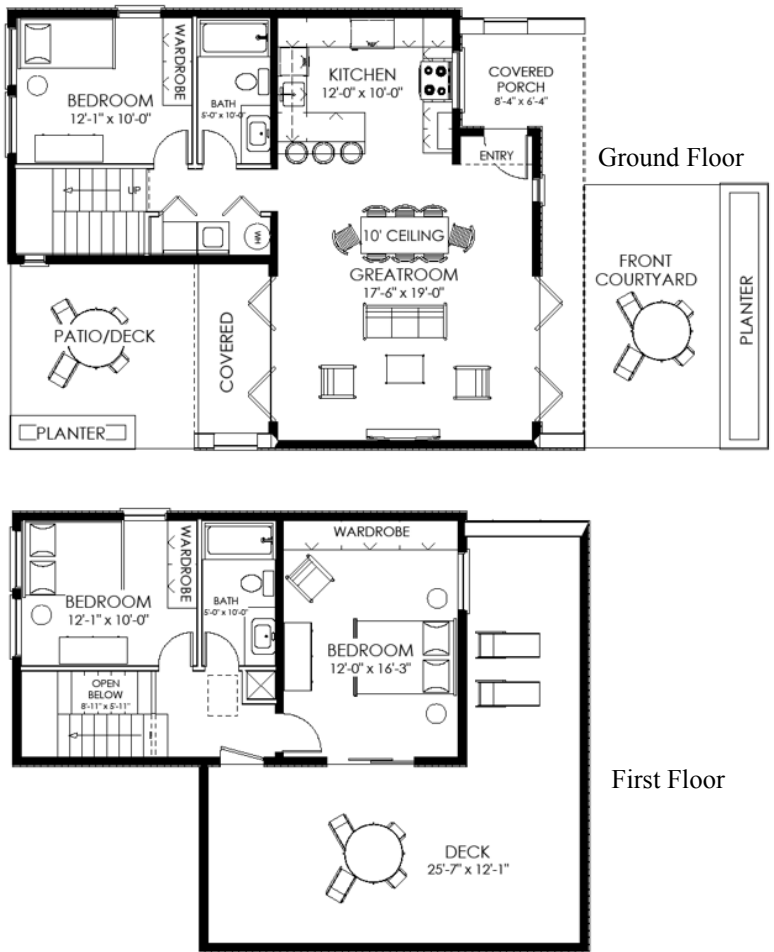 WARDROBE
BEDROOM
12'-1" x 10'-0"
BATH
5'-0" x 10'-0"
KITCHEN
12'-0" x 10'-0"
COVERED
PORCH
8'-4" x 6'-4"
ENTRY
Ground Floor
UP
WH
10' CEILING
GREATROOM
17'-6" x 19'-0"
FRONT
COURTYARD
PLANTER
PATIO/DECK
COVERED
PLANTER
WARDROBE
BEDROOM
12'-1" x 10'-0"
BATH
5'-0" x 10'-0"
WARDROBE
BEDROOM
12'-0" x 16'-3"
OPEN
BELOW
8'-11" x 5'-11"
First Floor
DECK
25'-7" x 12'-1"